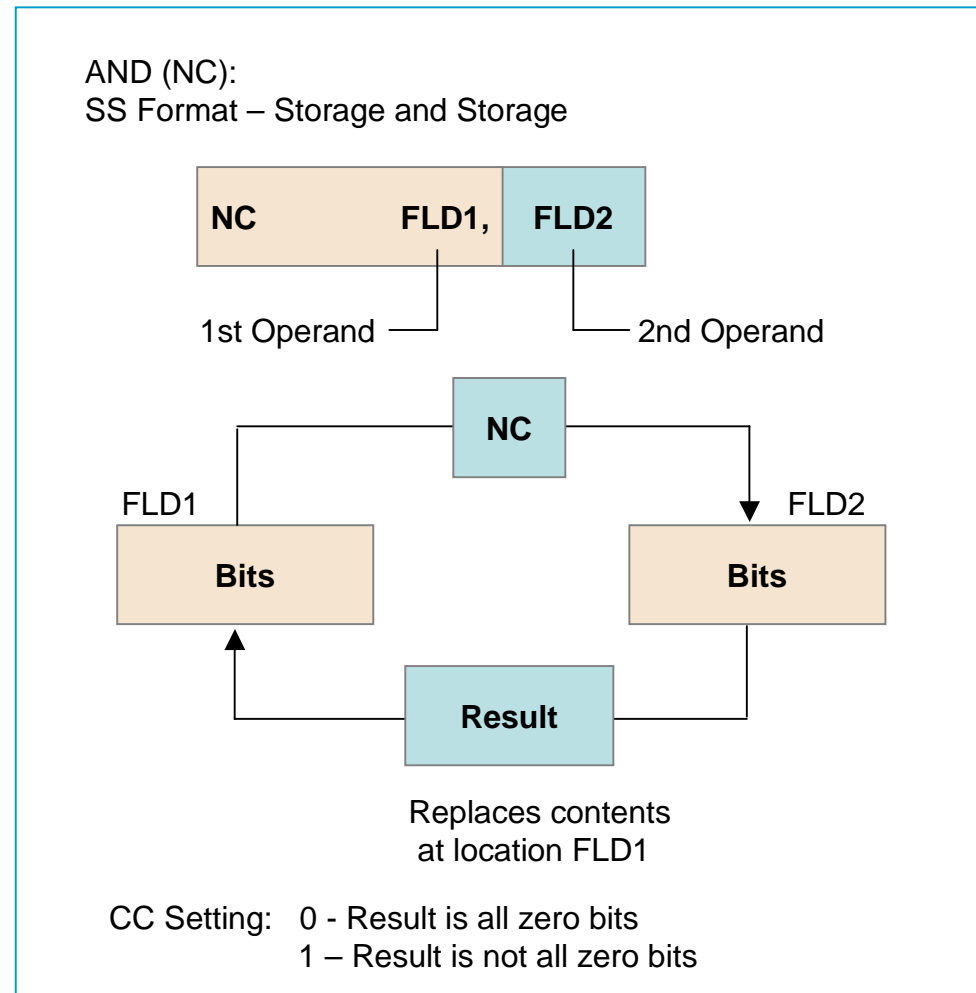 AND (NC):
SS Format – Storage and Storage
NC FLD1, FLD2
1st Operand 2nd Operand
NC
FLD1 FLD2
Bits Bits
Result
Replaces contents
at location FLD1
CC Setting: 0 - Result is all zero bits
1 – Result is not all zero bits